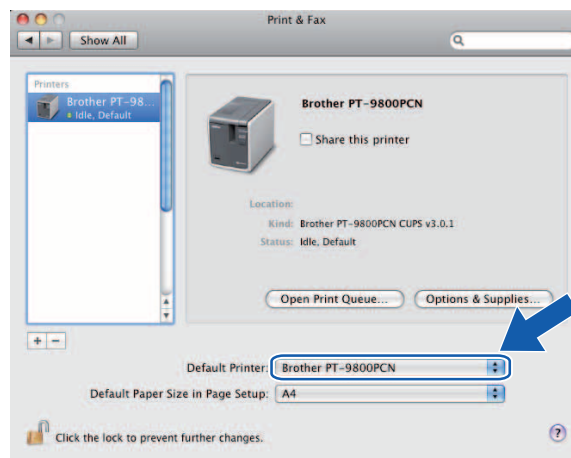 Print & Fax
Show All
Printers
Brother PT-98...
Idle, Default
Brother PT-9800PCN
Share this printer
Location:
Kind: Brother PT-9800PCN CUPS v3.0.1
Status: Idle, Default
Open Print Queue...
Options & Supplies...
+ -
Default Printer: Brother PT-9800PCN
Default Paper Size in Page Setup: A4
Click the lock to prevent further changes.
?